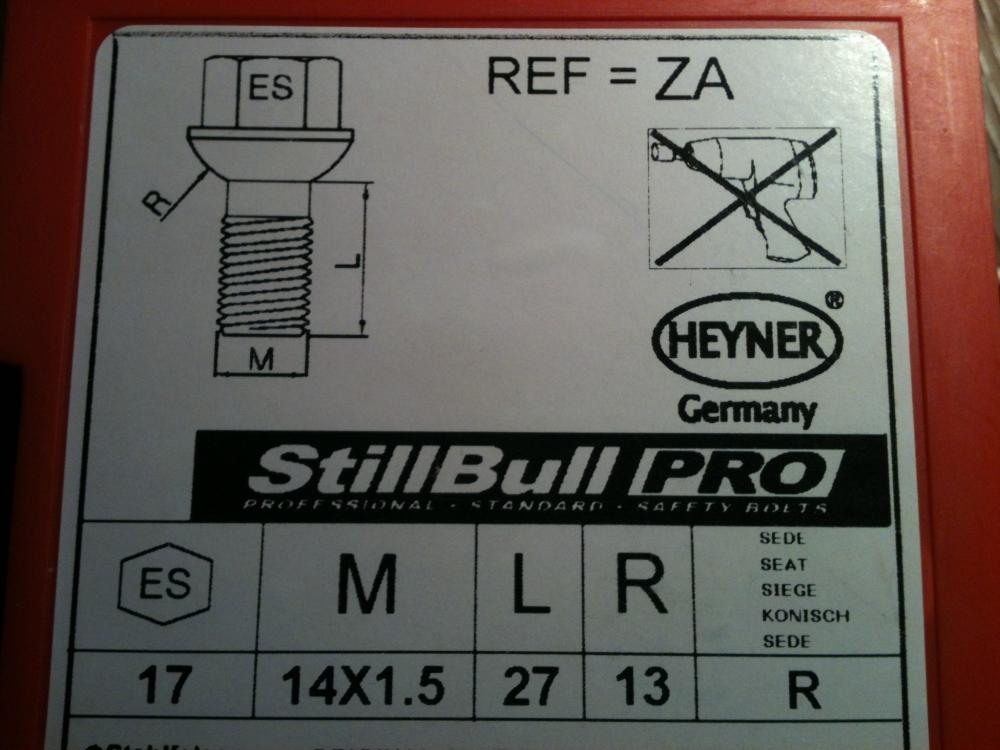 REF = ZA
ES
R
L
M
HEYNER®
Germany
StillBull PRO
PROFESSIONAL - STANDARD - SAFETY BOLTS
ES M L R SEDE
SEAT
SIEGE
KONISCH
SEDE
17 14X1.5 27 13 R